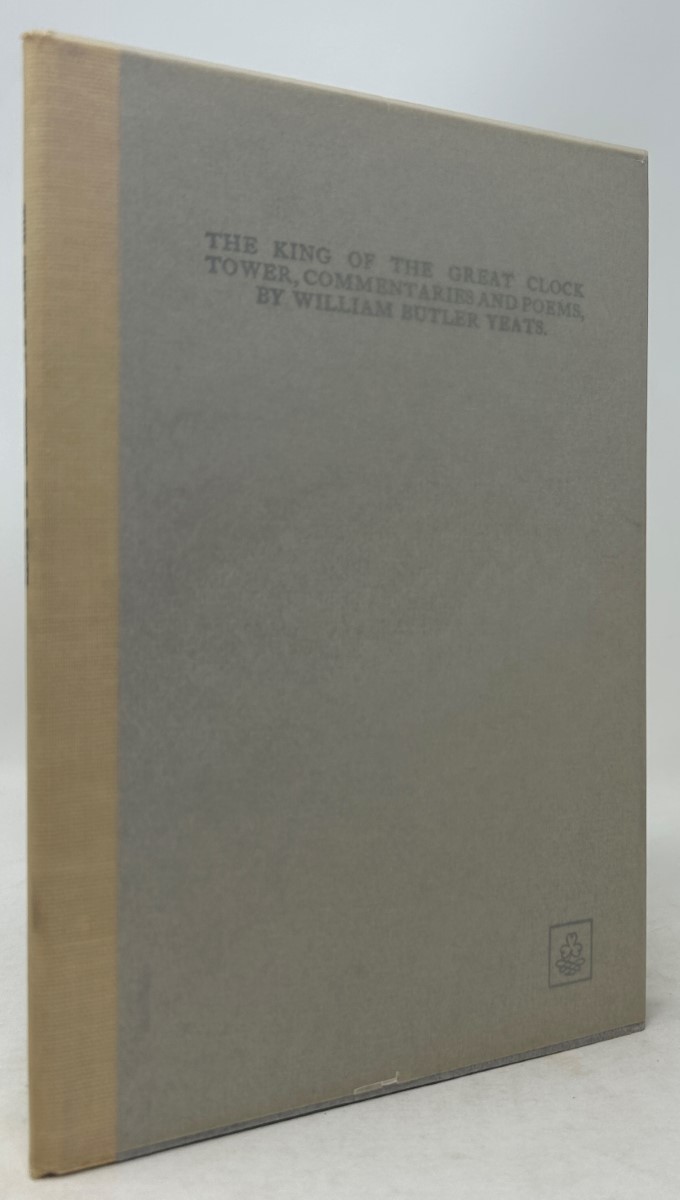 THE KING OF THE GREAT CLOCK
TOWER, COMMENTARIES AND POEMS,
BY WILLIAM BUTLER YEATS.